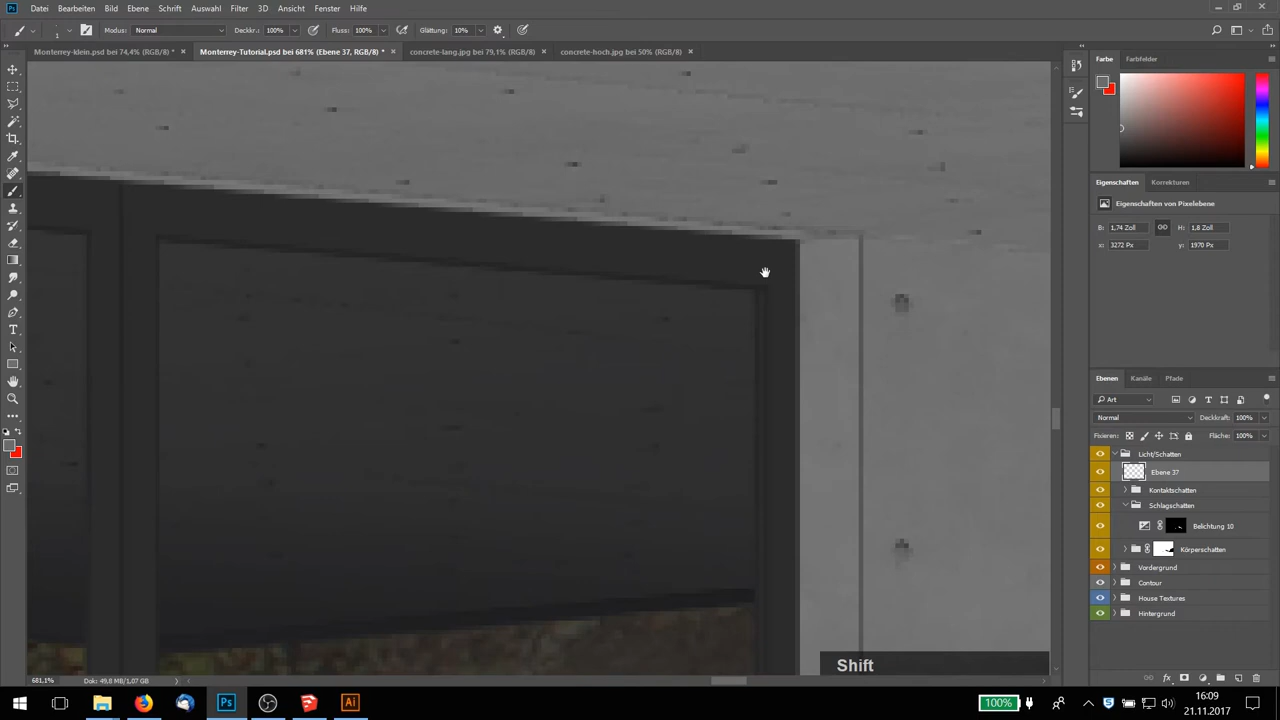 Datei Bearbeiten Bild Ebene Schrift Auswahl Filter 3D Ansicht Fenster Hilfe
1 Modus: Normal Deckkr.: 100% Fluss: 100% Glättung: 10%
Monterrey-klein.psd bei 74,4% (RGB/8) * × Monterrey-Tutorial.psd bei 681% (Ebene 37, RGB/8) * × concrete-lang.jpg bei 79,1% (RGB/8) × concrete-hoch.jpg bei 50% (RGB/8) ×
Farbe Farbfelder
Eigenschaften Korrekturen
Eigenschaften von Pixelebene
B: 1,74 Zoll H: 1,8 Zoll
x: 3272 Px y: 1970 Px
Ebenen Kanäle Pfade
Art
Normal Deckkraft: 100%
Fixieren: Fläche: 100%
Licht/Schatten
Ebene 37
Kontaktschatten
Schlagschatten
Belichtung 10
Körperschatten
Vordergrund
Contour
House Textures
Hintergrund
Shift
681,1% Dok: 49,8 MB/1,07 GB
100% 16:09
21.11.2017